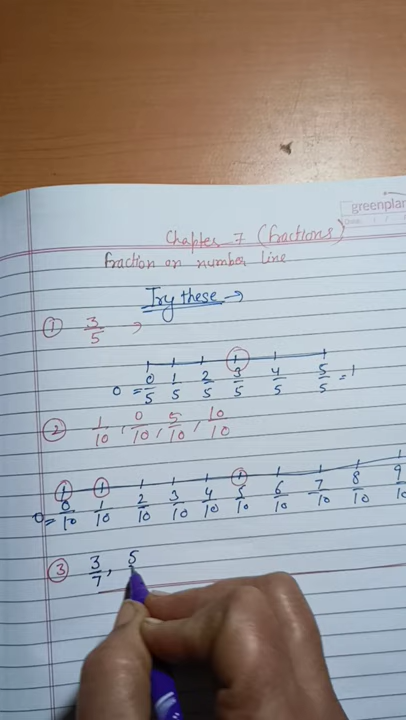 greenplan
Date
Chapter 7 (fractions)
fraction on number line
Try these →
① 3/5 ,
0 = 0/5 1/5 2/5 3/5 4/5 5/5 = 1
② 1/10 , 0/10 , 5/10 , 10/10
0 = 0/10 1/10 2/10 3/10 4/10 5/10 6/10 7/10 8/10 9/10
③ 3/7 , 5